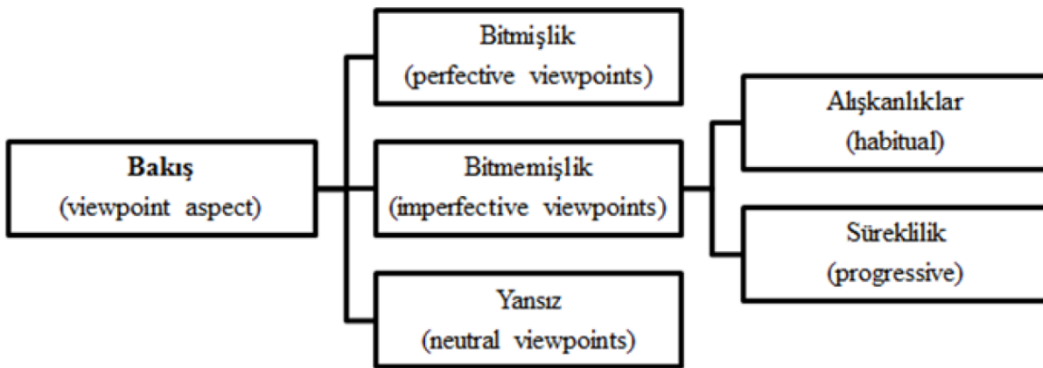 Bitmişlik
(perfective viewpoints)
Alışkanlıklar
(habitual)
Bakış
(viewpoint aspect)
Bitmemişlik
(imperfective viewpoints)
Süreklilik
(progressive)
Yansız
(neutral viewpoints)